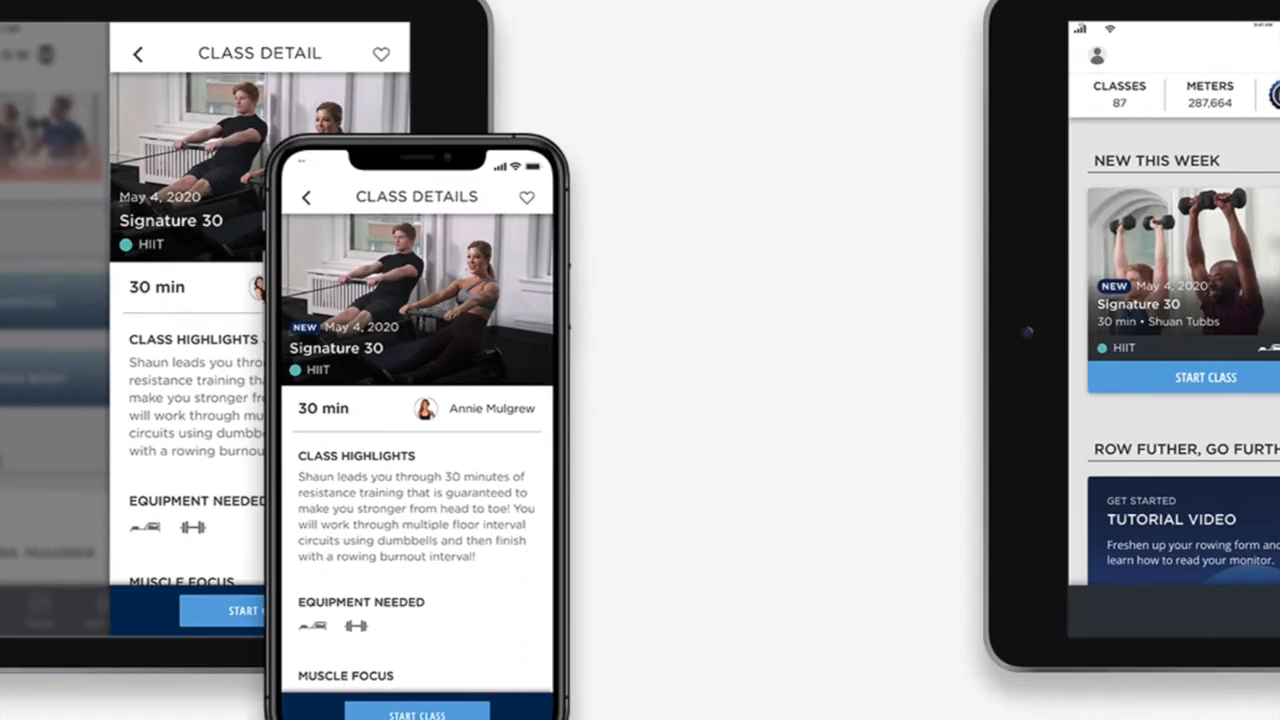 CLASS DETAIL
May 4, 2020
Signature 30
HIIT
30 min
CLASS HIGHLIGHTS
Shaun leads you
resistance training
make you stronger
will work through
circuits using
with a rowing
EQUIPMENT NEEDED
MUSCLE FOCUS
START
CLASS DETAILS
NEW May 4, 2020
Signature 30
HIIT
30 min
Annie Mulgrew
CLASS HIGHLIGHTS
Shaun leads you through 30 minutes of
resistance training that is guaranteed to
make you stronger from head to toe! You
will work through multiple floor interval
circuits using dumbbells and then finish
with a rowing burnout interval!
EQUIPMENT NEEDED
MUSCLE FOCUS
START CLASS
CLASSES
87
METERS
287,664
NEW THIS WEEK
NEW May 4, 2020
Signature 30
30 min • Shuan Tubbs
HIIT
START CLASS
ROW FUTHER, GO FURTH
GET STARTED
TUTORIAL VIDEO
Freshen up your rowing form and
learn how to read your monitor.